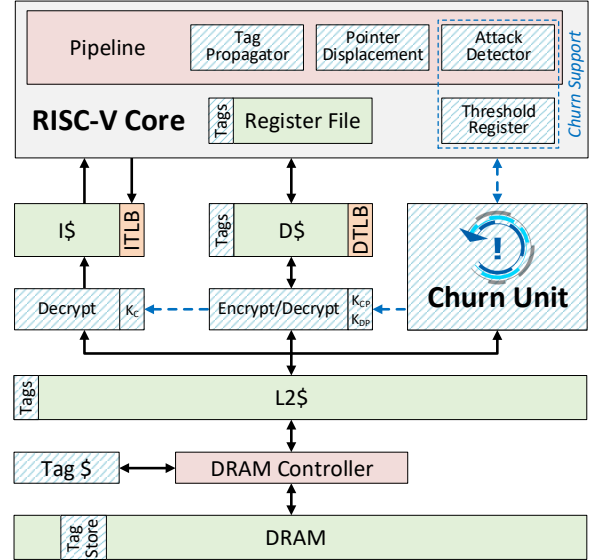 Pipeline
Tag
Propagator
Pointer
Displacement
Attack
Detector
Churn Support
RISC-V Core
Tags
Register File
Threshold
Register
I$
ITLB
Tags
D$
DTLB
!
Churn Unit
Decrypt
K_C
Encrypt/Decrypt
K_CP
K_DP
Tags
L2$
Tag $
DRAM Controller
Tag
Store
DRAM